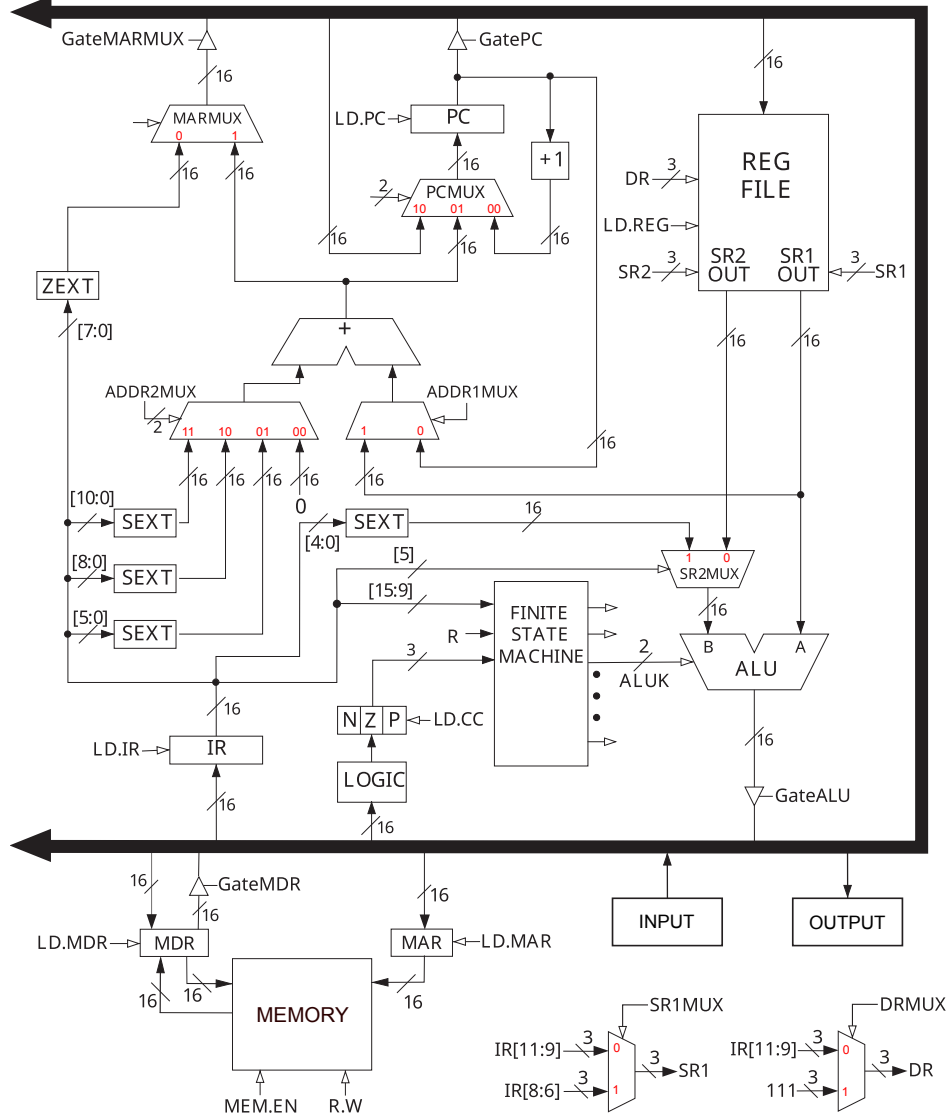 GateMARMUX
GatePC
16
16
MARMUX
0 1
LD.PC
PC
16
16
16
2
PCMUX
10 01 00
+1
16
16
16
REG
FILE
DR
3
LD.REG
SR2
3
SR2
OUT
SR1
OUT
3
SR1
ZEXT
[7:0]
+
16
16
ADDR2MUX
2
11 10 01 00
ADDR1MUX
1 0
16
16
16
16
16
16
0
[10:0]
SEXT
[4:0]
SEXT
16
[8:0]
SEXT
[5:0]
SEXT
[5]
[15:9]
1 0
SR2MUX
16
R
3
FINITE
STATE
MACHINE
2
ALUK
B A
ALU
16
N Z P
LD.CC
16
LD.IR
IR
LOGIC
16
16
GateALU
16
GateMDR
16
16
LD.MDR
MDR
MAR
LD.MAR
INPUT
OUTPUT
16
16
16
MEMORY
MEM.EN
R.W
SR1MUX
IR[11:9]
3
0
3
SR1
IR[8:6]
3
1
DRMUX
IR[11:9]
3
0
3
DR
111
3
1